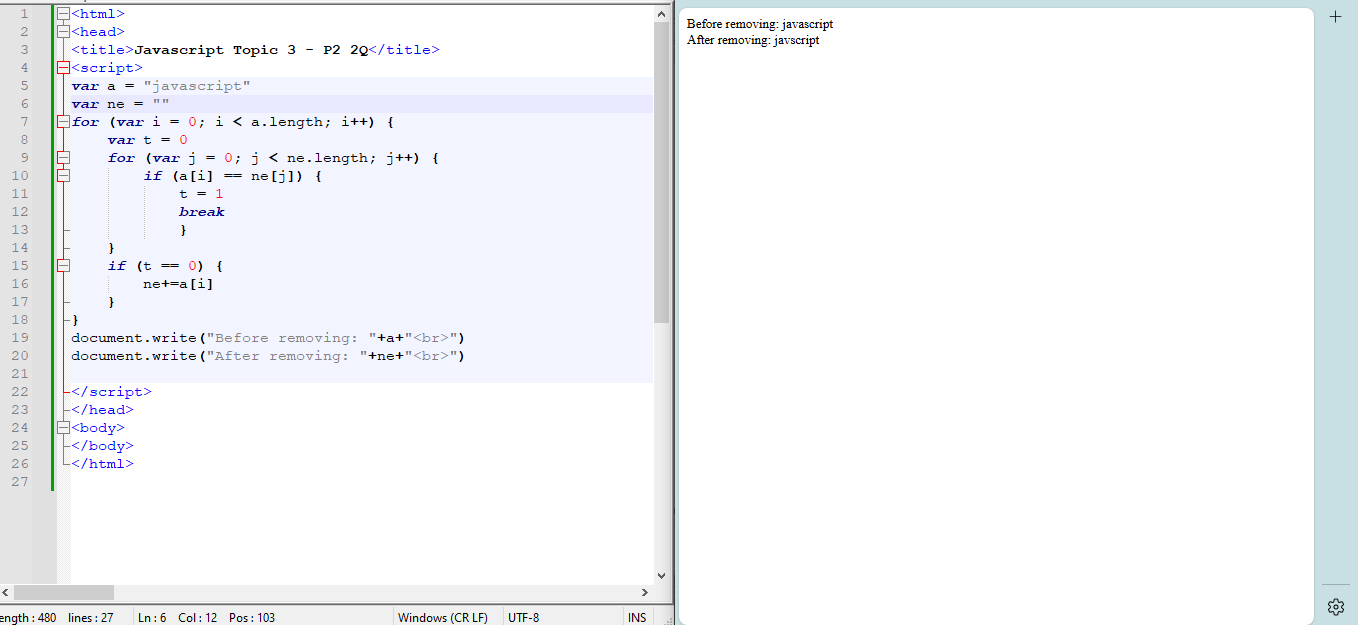 1 <html>
2 <head>
3 <title>Javascript Topic 3 - P2 2Q</title>
4 <script>
5 var a = "javascript"
6 var ne = ""
7 for (var i = 0; i < a.length; i++) {
8 var t = 0
9 for (var j = 0; j < ne.length; j++) {
10 if (a[i] == ne[j]) {
11 t = 1
12 break
13 }
14 }
15 if (t == 0) {
16 ne+=a[i]
17 }
18 }
19 document.write("Before removing: "+a+"<br>")
20 document.write("After removing: "+ne+"<br>")
21
22 </script>
23 </head>
24 <body>
25 </body>
26 </html>
27
ength : 480 lines : 27 Ln : 6 Col : 12 Pos : 103 Windows (CR LF) UTF-8 INS
Before removing: javascript
After removing: javscript